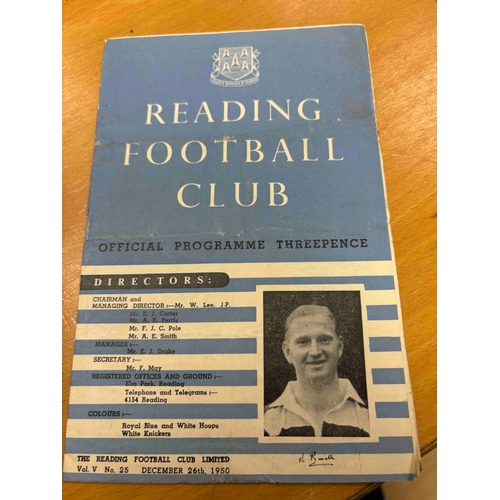 READING
FOOTBALL
CLUB
OFFICIAL PROGRAMME THREEPENCE
DIRECTORS:
CHAIRMAN and
MANAGING DIRECTOR :—Mr. W. Lee, J.P.
Mr. E. J. Carter
Mr. A. E. Pearts
Mr. F. J. C. Pole
Mr. A. E. Smith
MANAGER :—
Mr. E. J. Drake
SECRETARY :—
Mr. F. May
REGISTERED OFFICES AND GROUND :—
Elm Park, Reading
Telephone and Telegrams :—
4134 Reading
COLOURS :—
Royal Blue and White Hoops
White Knickers
THE READING FOOTBALL CLUB LIMITED
Vol. V No. 25 DECEMBER 26th, 1950